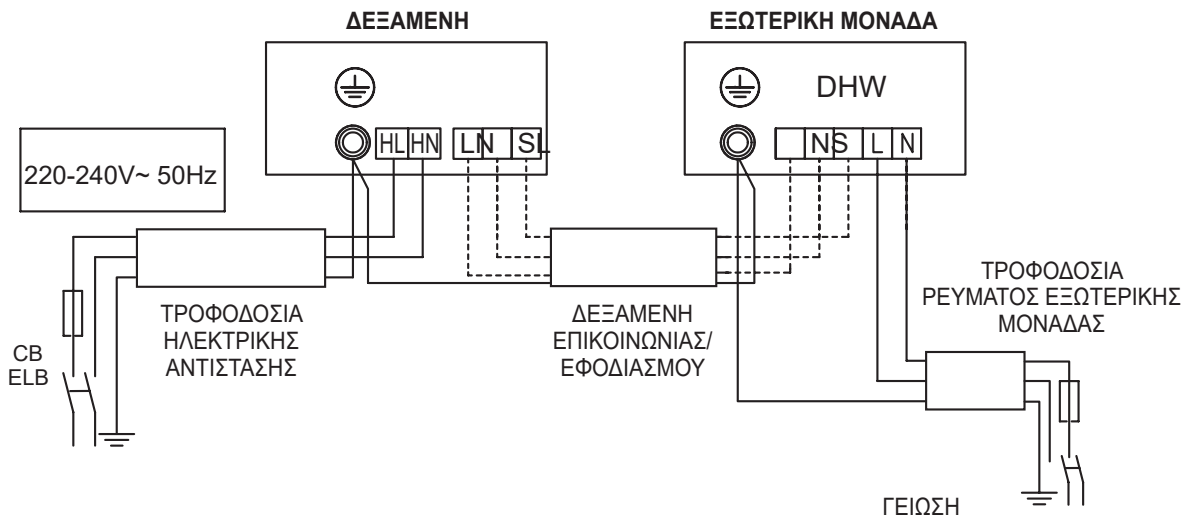 ΔΕΞΑΜΕΝΗ
ΕΞΩΤΕΡΙΚΗ ΜΟΝΑΔΑ
DHW
HL HN LN SL
NS L N
220-240V~ 50Hz
ΤΡΟΦΟΔΟΣΙΑ
ΗΛΕΚΤΡΙΚΗΣ
ΑΝΤΙΣΤΑΣΗΣ
ΔΕΞΑΜΕΝΗ
ΕΠΙΚΟΙΝΩΝΙΑΣ/
ΕΦΟΔΙΑΣΜΟΥ
ΤΡΟΦΟΔΟΣΙΑ
ΡΕΥΜΑΤΟΣ ΕΞΩΤΕΡΙΚΗΣ
ΜΟΝΑΔΑΣ
CB
ELB
ΓΕΙΩΣΗ